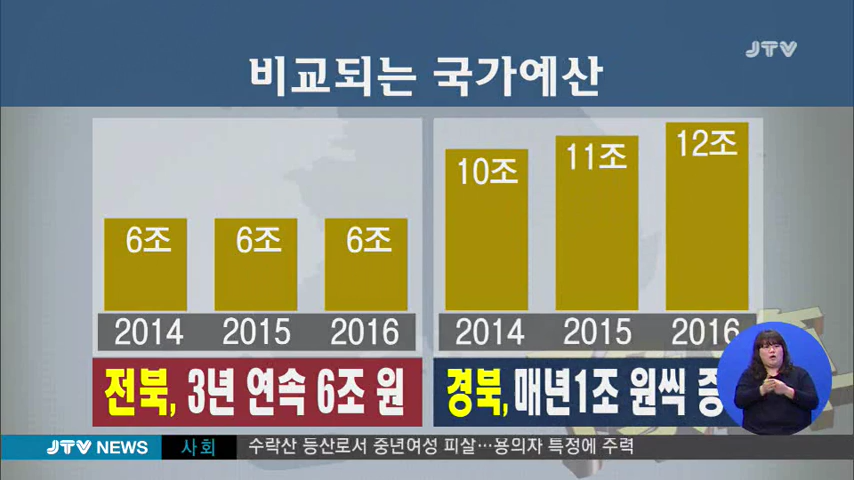 JTV
비교되는 국가예산
6조 6조 6조
2014 2015 2016
전북, 3년 연속 6조 원
10조 11조 12조
2014 2015 2016
경북, 매년1조 원씩 증
JTV NEWS 사회 수락산 등산로서 중년여성 피살…용의자 특정에 주력